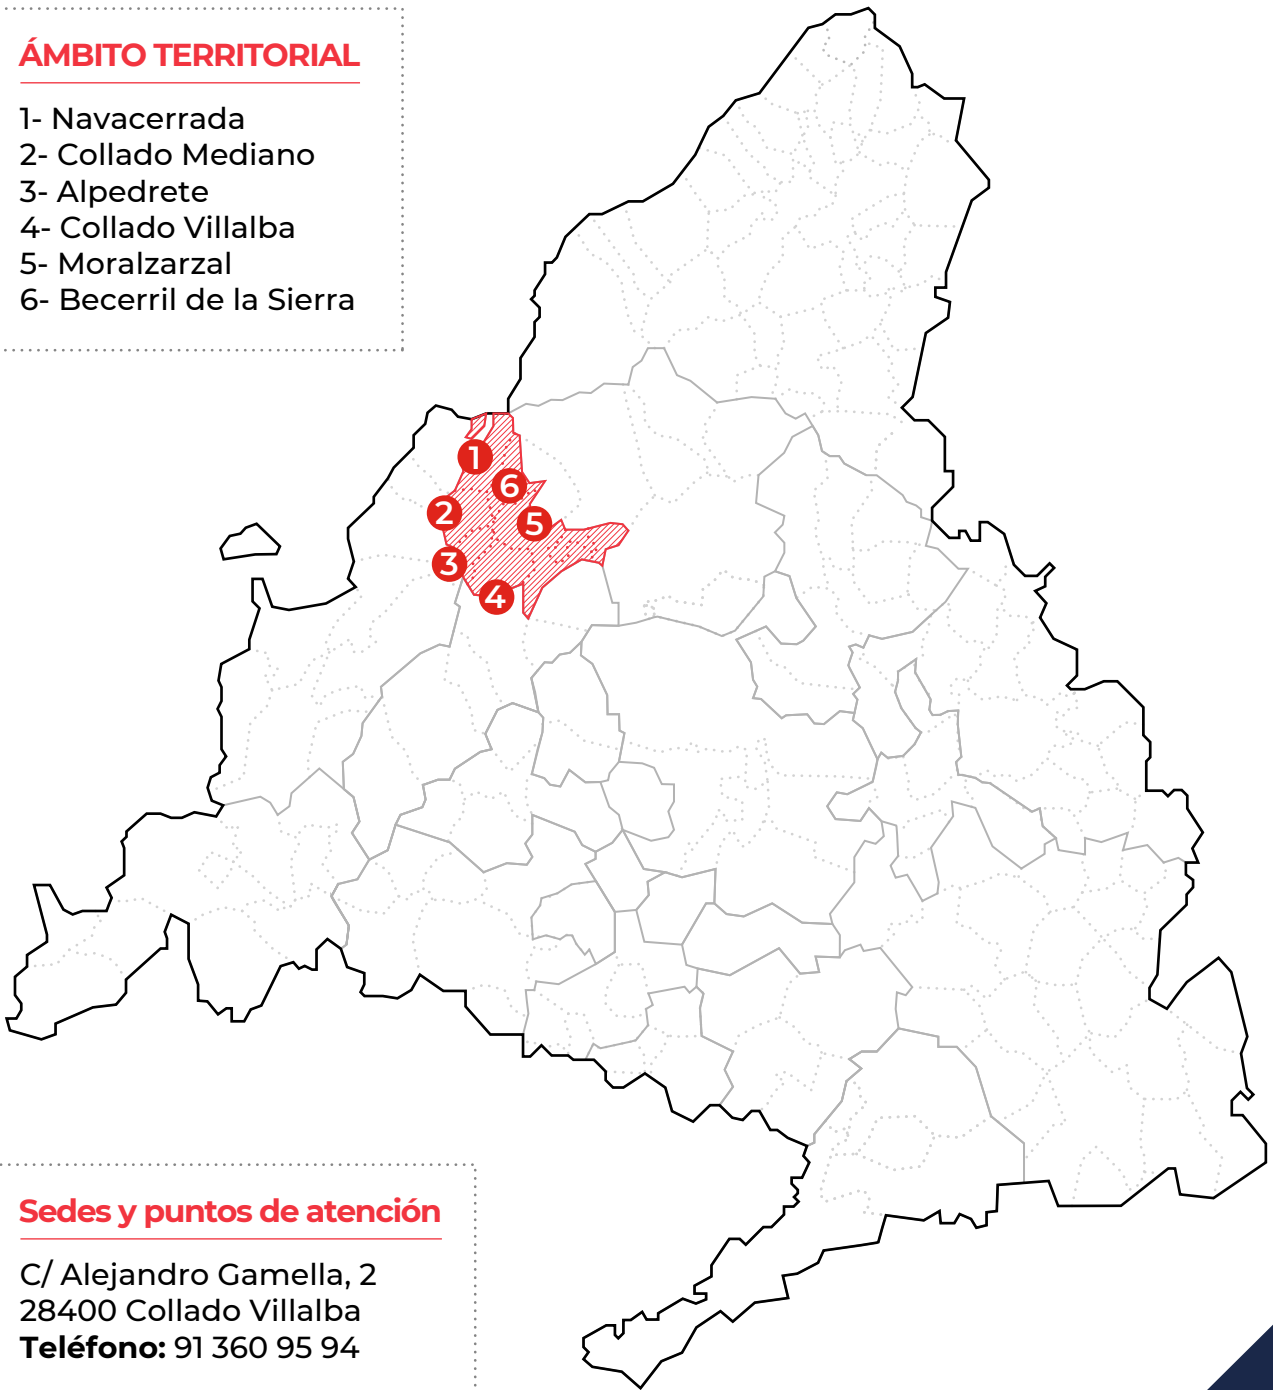 ÁMBITO TERRITORIAL
1- Navacerrada
2- Collado Mediano
3- Alpedrete
4- Collado Villalba
5- Moralzarzal
6- Becerril de la Sierra
1
6
2
5
3
4
Sedes y puntos de atención
C/ Alejandro Gamella, 2
28400 Collado Villalba
Teléfono: 91 360 95 94